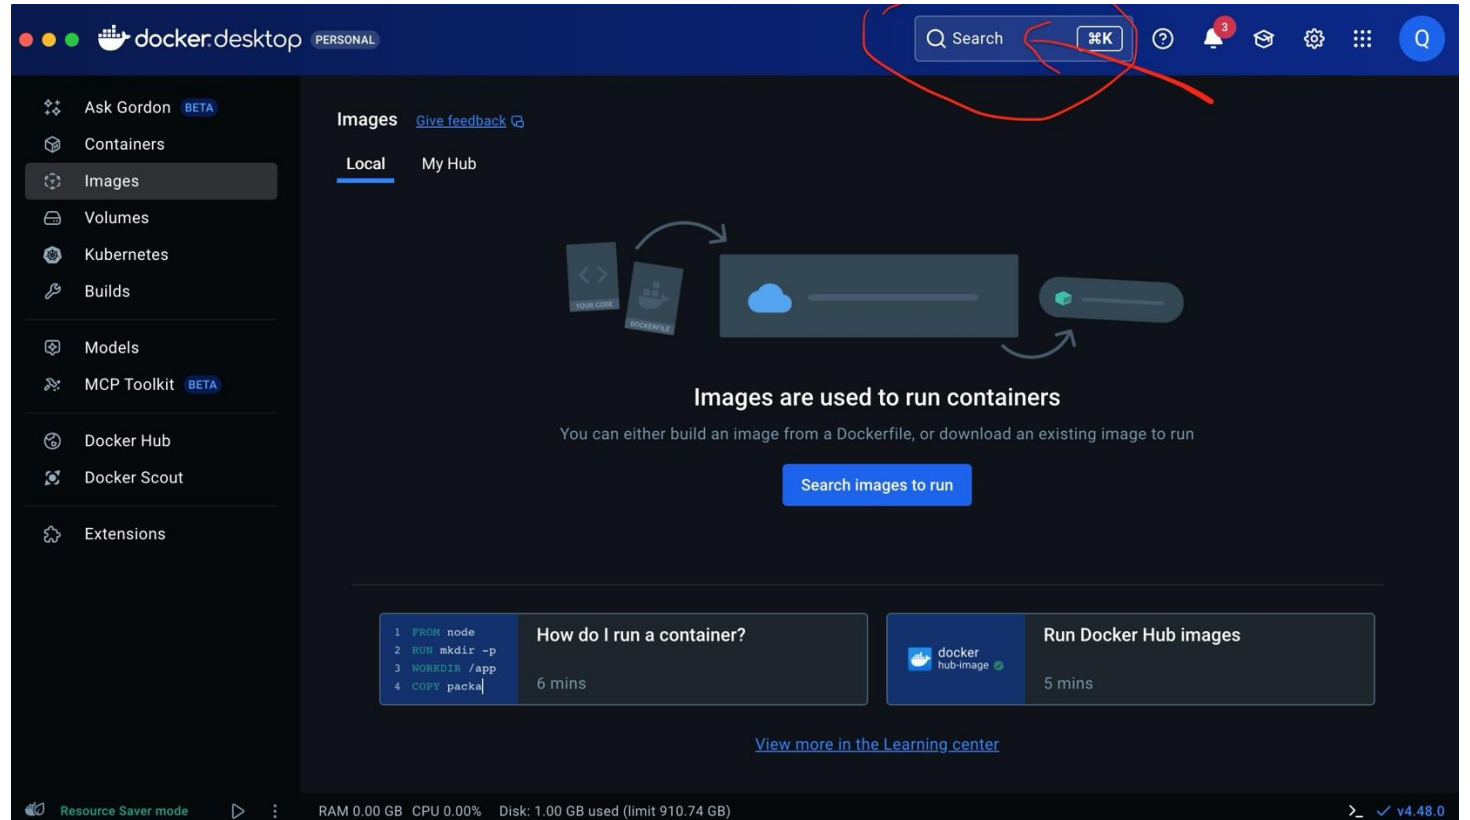 docker.desktop PERSONAL
Search ⌘K
3
Q
Ask Gordon BETA
Containers
Images
Volumes
Kubernetes
Builds
Models
MCP Toolkit BETA
Docker Hub
Docker Scout
Extensions
Images Give feedback
Local My Hub
YOUR CODE
DOCKERFILE
Images are used to run containers
You can either build an image from a Dockerfile, or download an existing image to run
Search images to run
1 FROM node
2 RUN mkdir -p
3 WORKDIR /app
4 COPY packa
How do I run a container?
6 mins
docker
hub-image
Run Docker Hub images
5 mins
View more in the Learning center
Resource Saver mode
RAM 0.00 GB CPU 0.00% Disk: 1.00 GB used (limit 910.74 GB)
v4.48.0